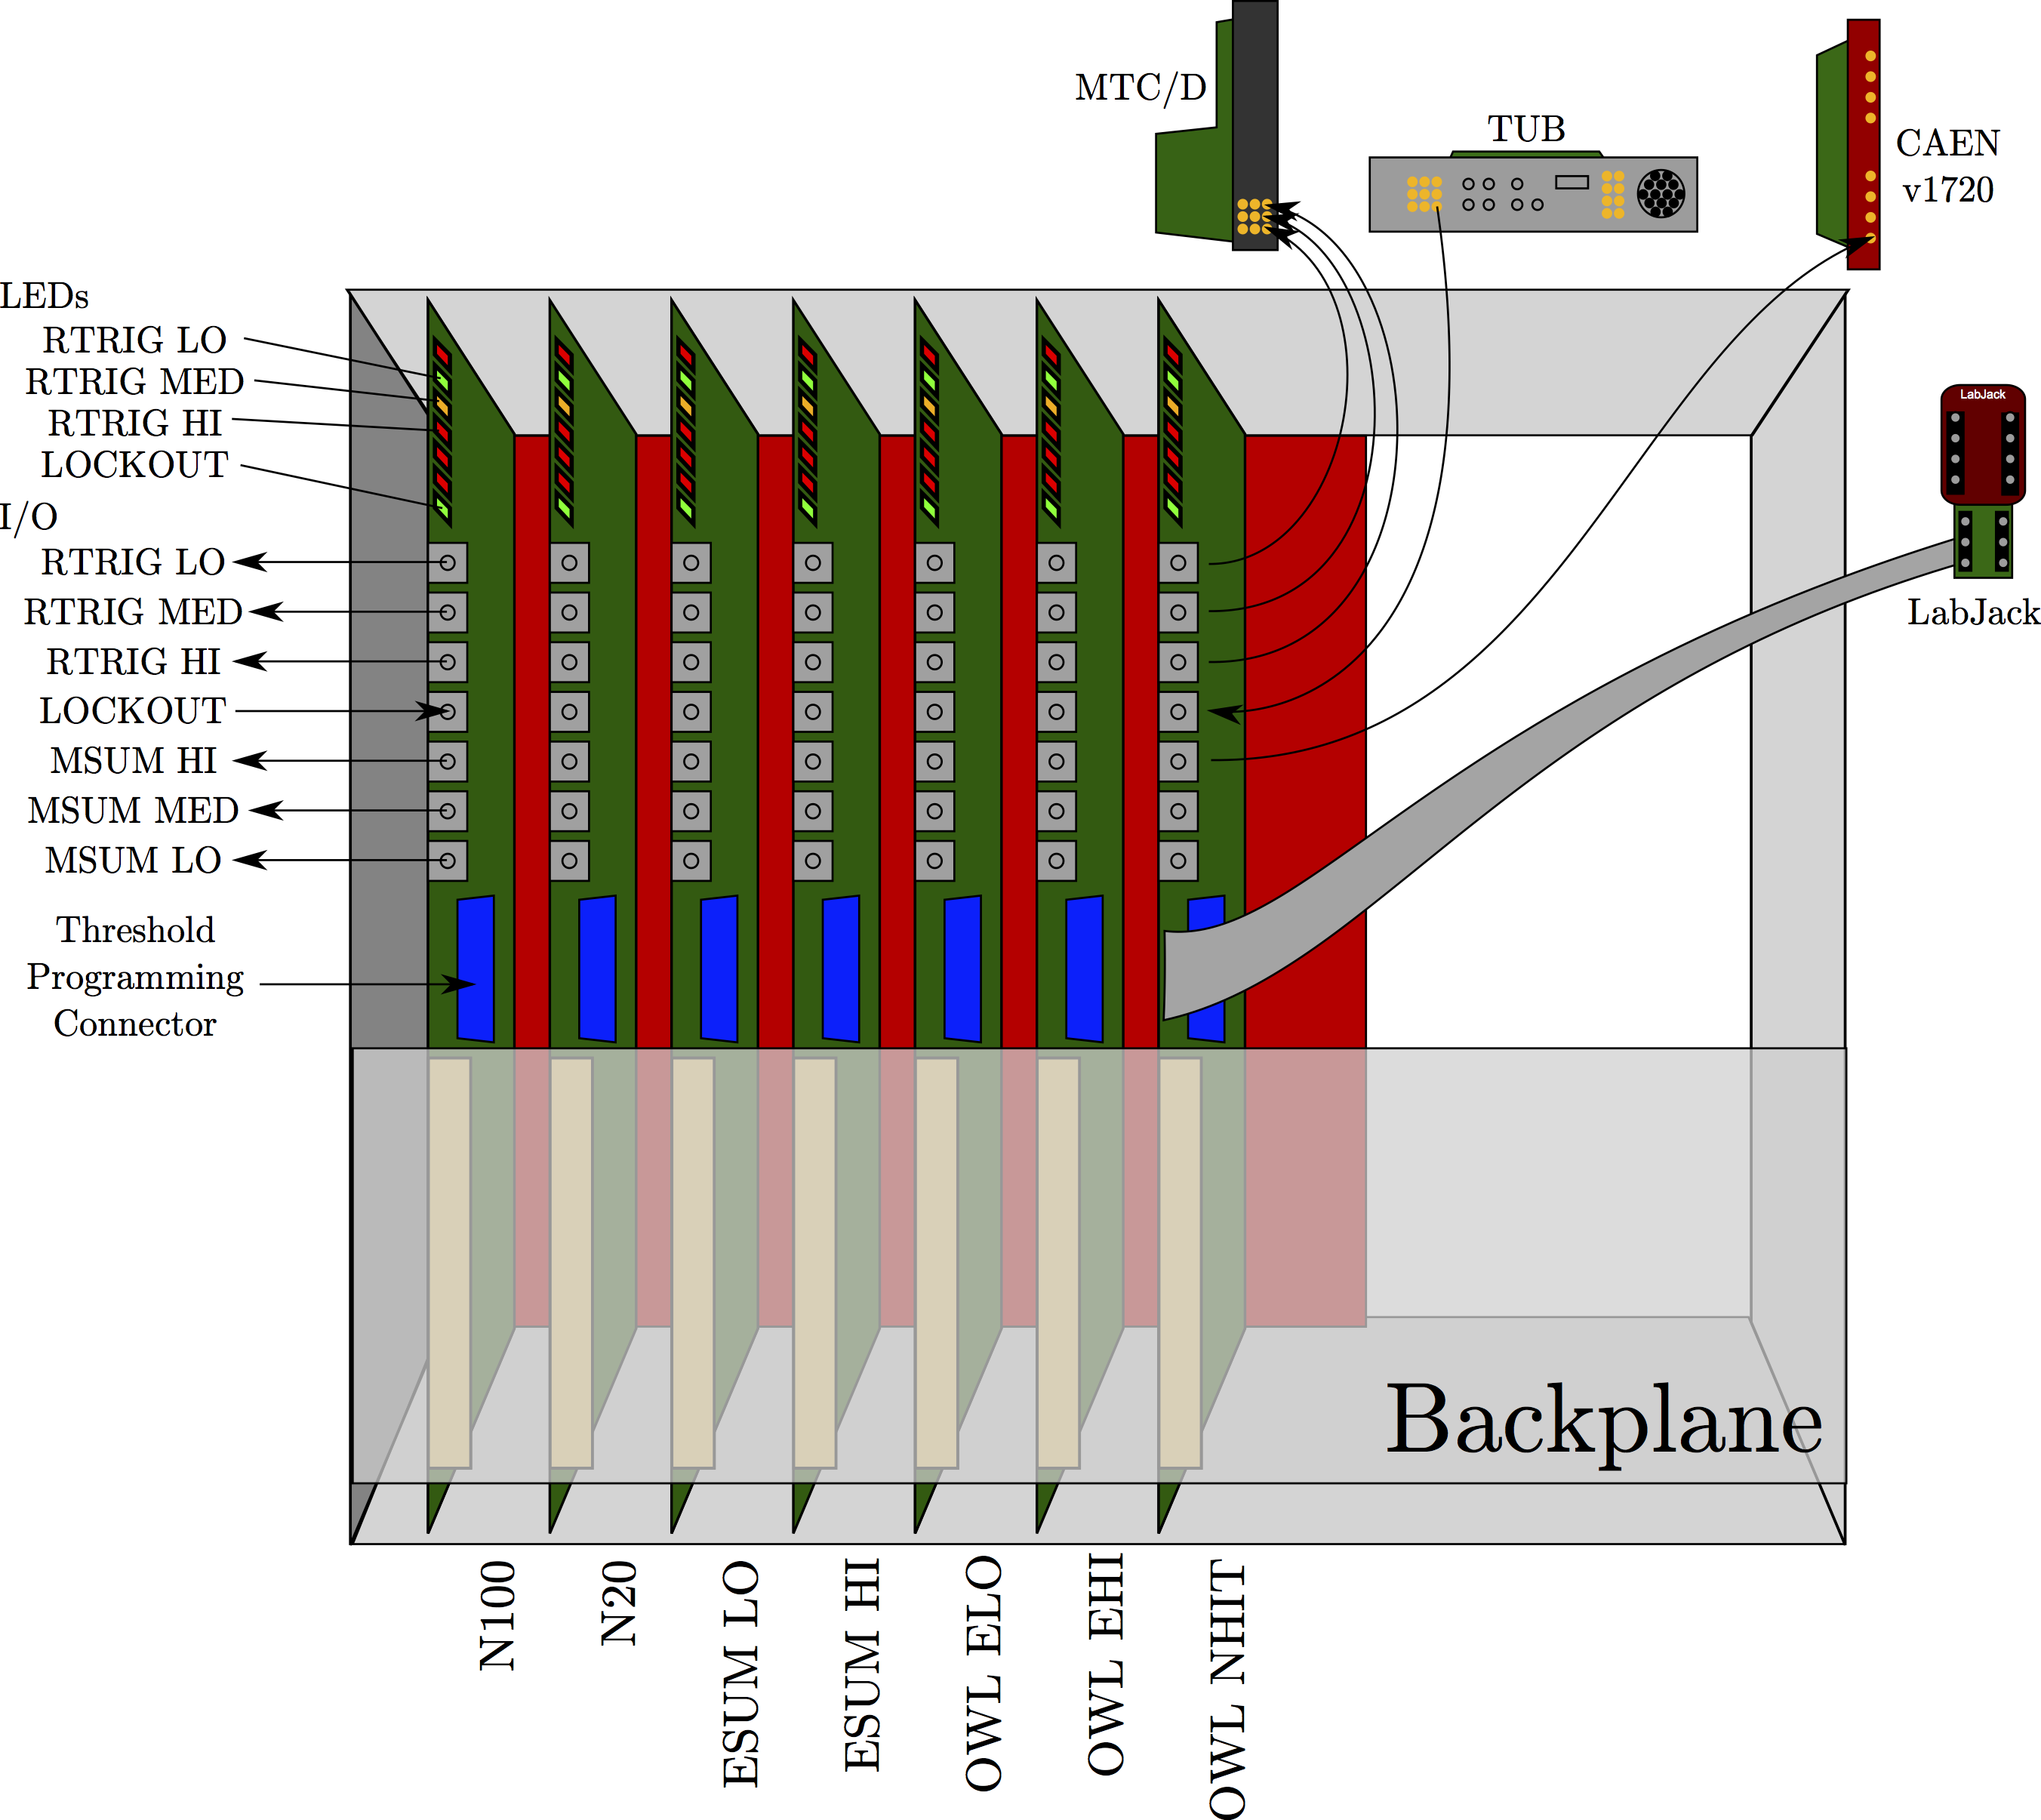 MTC/D
TUB
CAEN
v1720
LEDs
RTRIG LO
RTRIG MED
RTRIG HI
LOCKOUT
I/O
RTRIG LO
RTRIG MED
RTRIG HI
LOCKOUT
MSUM HI
MSUM MED
MSUM LO
Threshold
Programming
Connector
LabJack
LabJack
Backplane
N100
N20
ESUM LO
ESUM HI
OWL ELO
OWL EHI
OWL NHIT